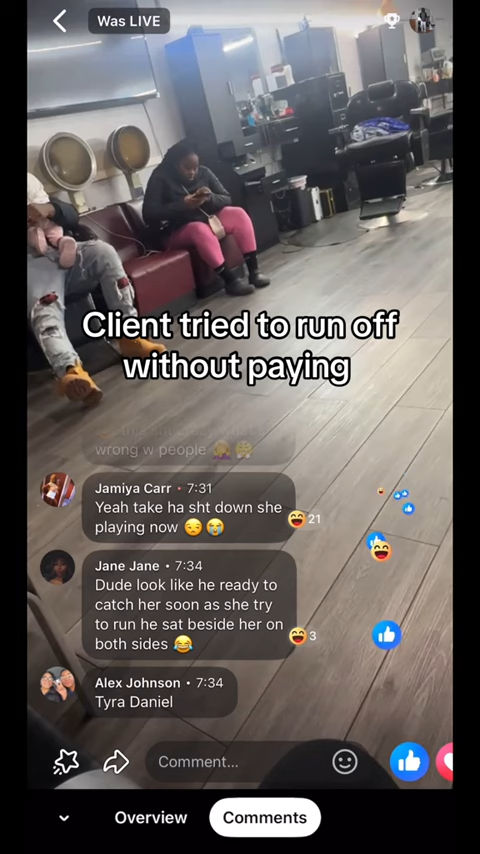 Was LIVE
Client tried to run off
without paying
wrong w people 🤦‍♀️ 😤
Jamiya Carr • 7:31
Yeah take ha sht down she
playing now 😒 😭
21
Jane Jane • 7:34
Dude look like he ready to
catch her soon as she try
to run he sat beside her on
both sides 😂
3
Alex Johnson • 7:34
Tyra Daniel
Comment...
Overview
Comments